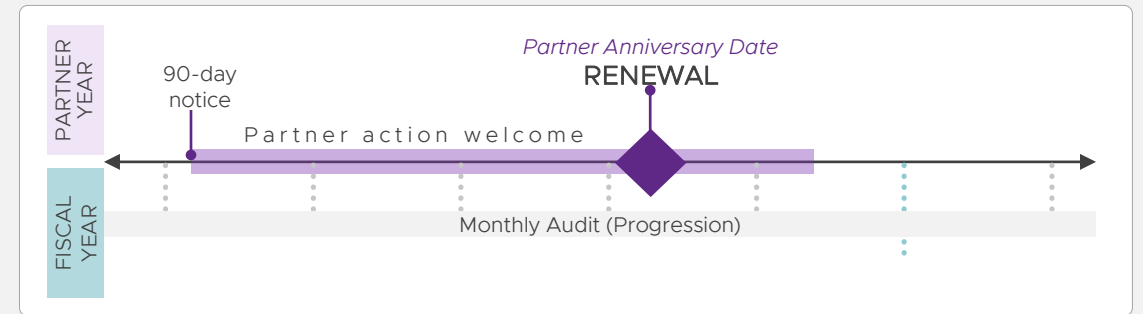 PARTNER
YEAR
90-day
notice
Partner Anniversary Date
RENEWAL
Partner action welcome
FISCAL
YEAR
Monthly Audit (Progression)